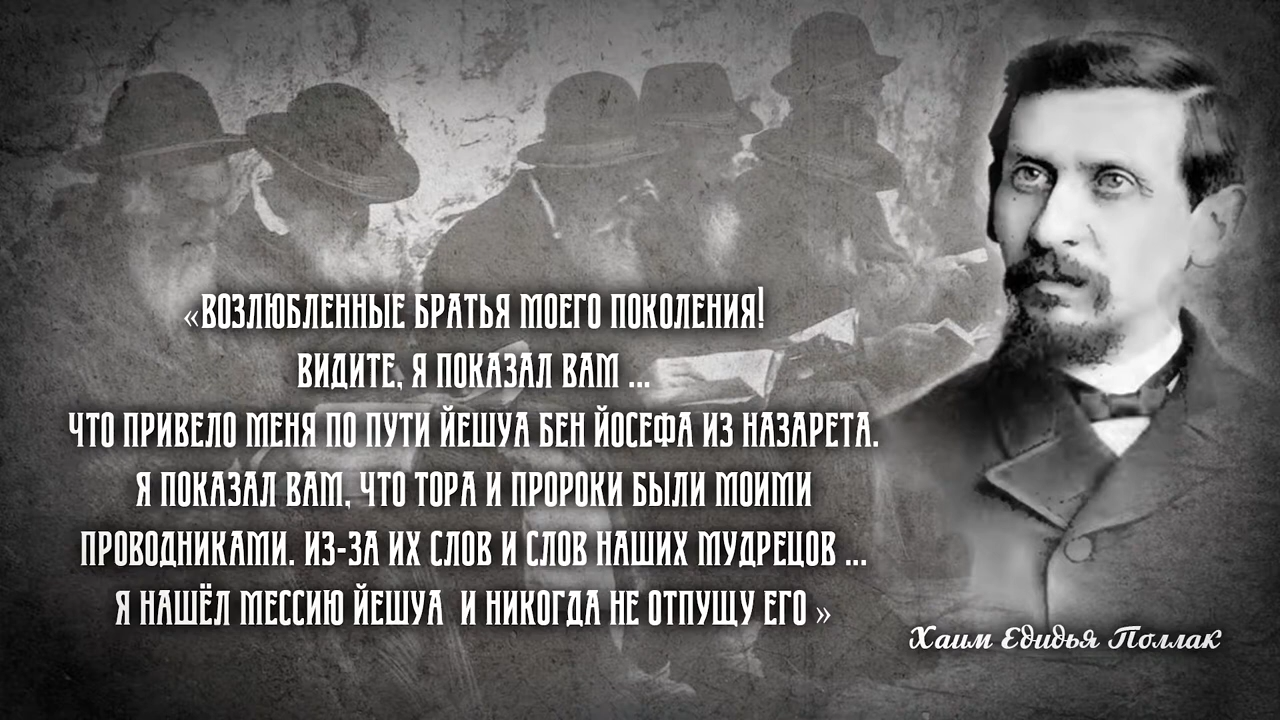 «ВОЗЛЮБЛЕННЫЕ БРАТЬЯ МОЕГО ПОКОЛЕНИЯ!
ВИДИТЕ, Я ПОКАЗАЛ ВАМ ...
ЧТО ПРИВЕЛО МЕНЯ ПО ПУТИ ЙЕШУА БЕН ЙОСЕФА ИЗ НАЗАРЕТА.
Я ПОКАЗАЛ ВАМ, ЧТО ТОРА И ПРОРОКИ БЫЛИ МОИМИ
ПРОВОДНИКАМИ. ИЗ-ЗА ИХ СЛОВ И СЛОВ НАШИХ МУДРЕЦОВ ...
Я НАШЁЛ МЕССИЮ ЙЕШУА И НИКОГДА НЕ ОТПУЩУ ЕГО »
Хаим Едидья Поллак